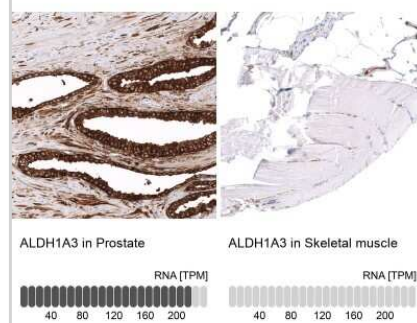 ALDH1A3 in Prostate
ALDH1A3 in Skeletal muscle
RNA [TPM]
RNA [TPM]
40 80 120 160 200
40 80 120 160 200